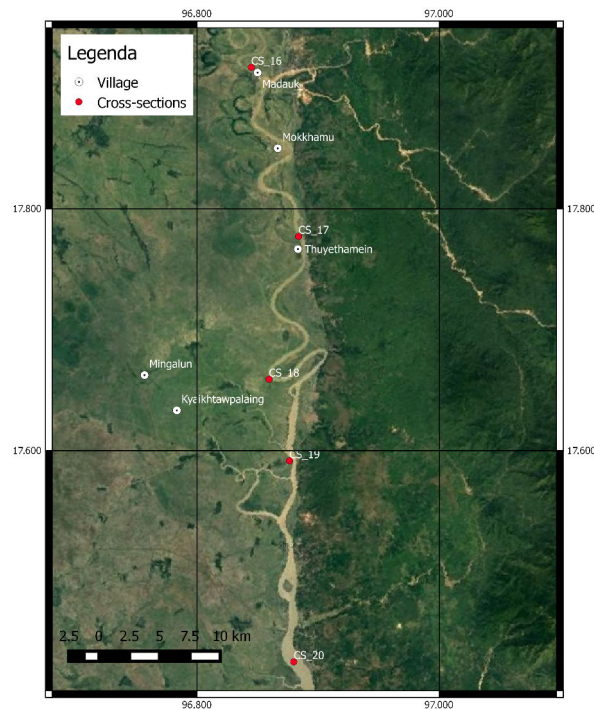 96.800 97.000
Legenda
Village
Cross-sections
CS_16
Madauk
Mokkhamu
17.800 17.800
CS_17
Thuyethamein
Mingalun
CS_18
Kyaikhtawpalaing
17.600 17.600
CS_19
2.5 0 2.5 5 7.5 10 km
CS_20
96.800 97.000